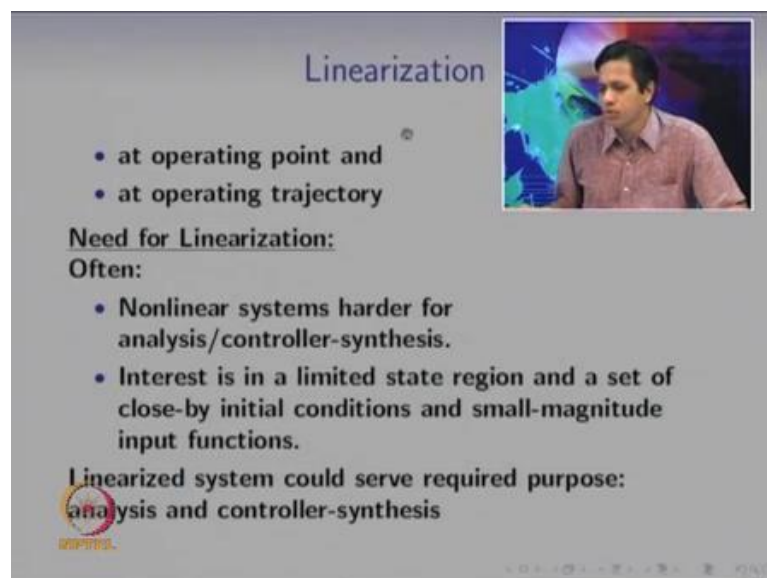 Linearization
• at operating point and
• at operating trajectory
Need for Linearization:
Often:
• Nonlinear systems harder for
analysis/controller-synthesis.
• Interest is in a limited state region and a set of
close-by initial conditions and small-magnitude
input functions.
Linearized system could serve required purpose:
analysis and controller-synthesis
NPTEL